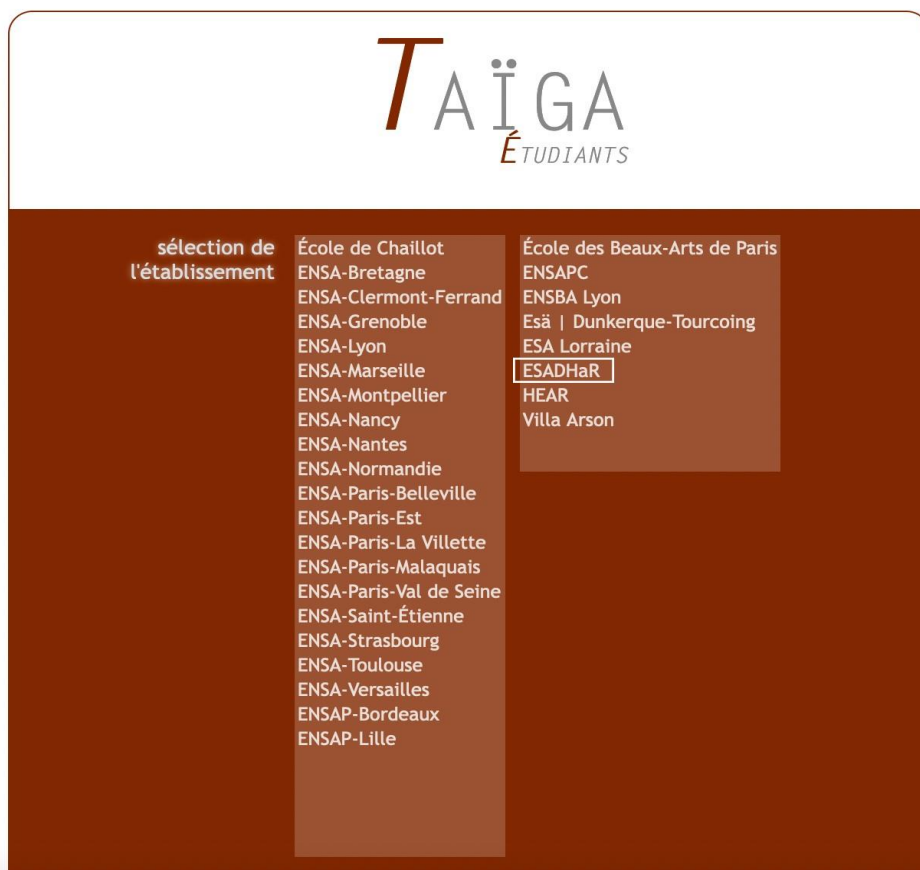 TAÏGA
ÉTUDIANTS
sélection de
l'établissement
École de Chaillot
ENSA-Bretagne
ENSA-Clermont-Ferrand
ENSA-Grenoble
ENSA-Lyon
ENSA-Marseille
ENSA-Montpellier
ENSA-Nancy
ENSA-Nantes
ENSA-Normandie
ENSA-Paris-Belleville
ENSA-Paris-Est
ENSA-Paris-La Villette
ENSA-Paris-Malaquais
ENSA-Paris-Val de Seine
ENSA-Saint-Étienne
ENSA-Strasbourg
ENSA-Toulouse
ENSA-Versailles
ENSAP-Bordeaux
ENSAP-Lille
École des Beaux-Arts de Paris
ENSAPC
ENSBA Lyon
Esä | Dunkerque-Tourcoing
ESA Lorraine
ESADHaR
HEAR
Villa Arson